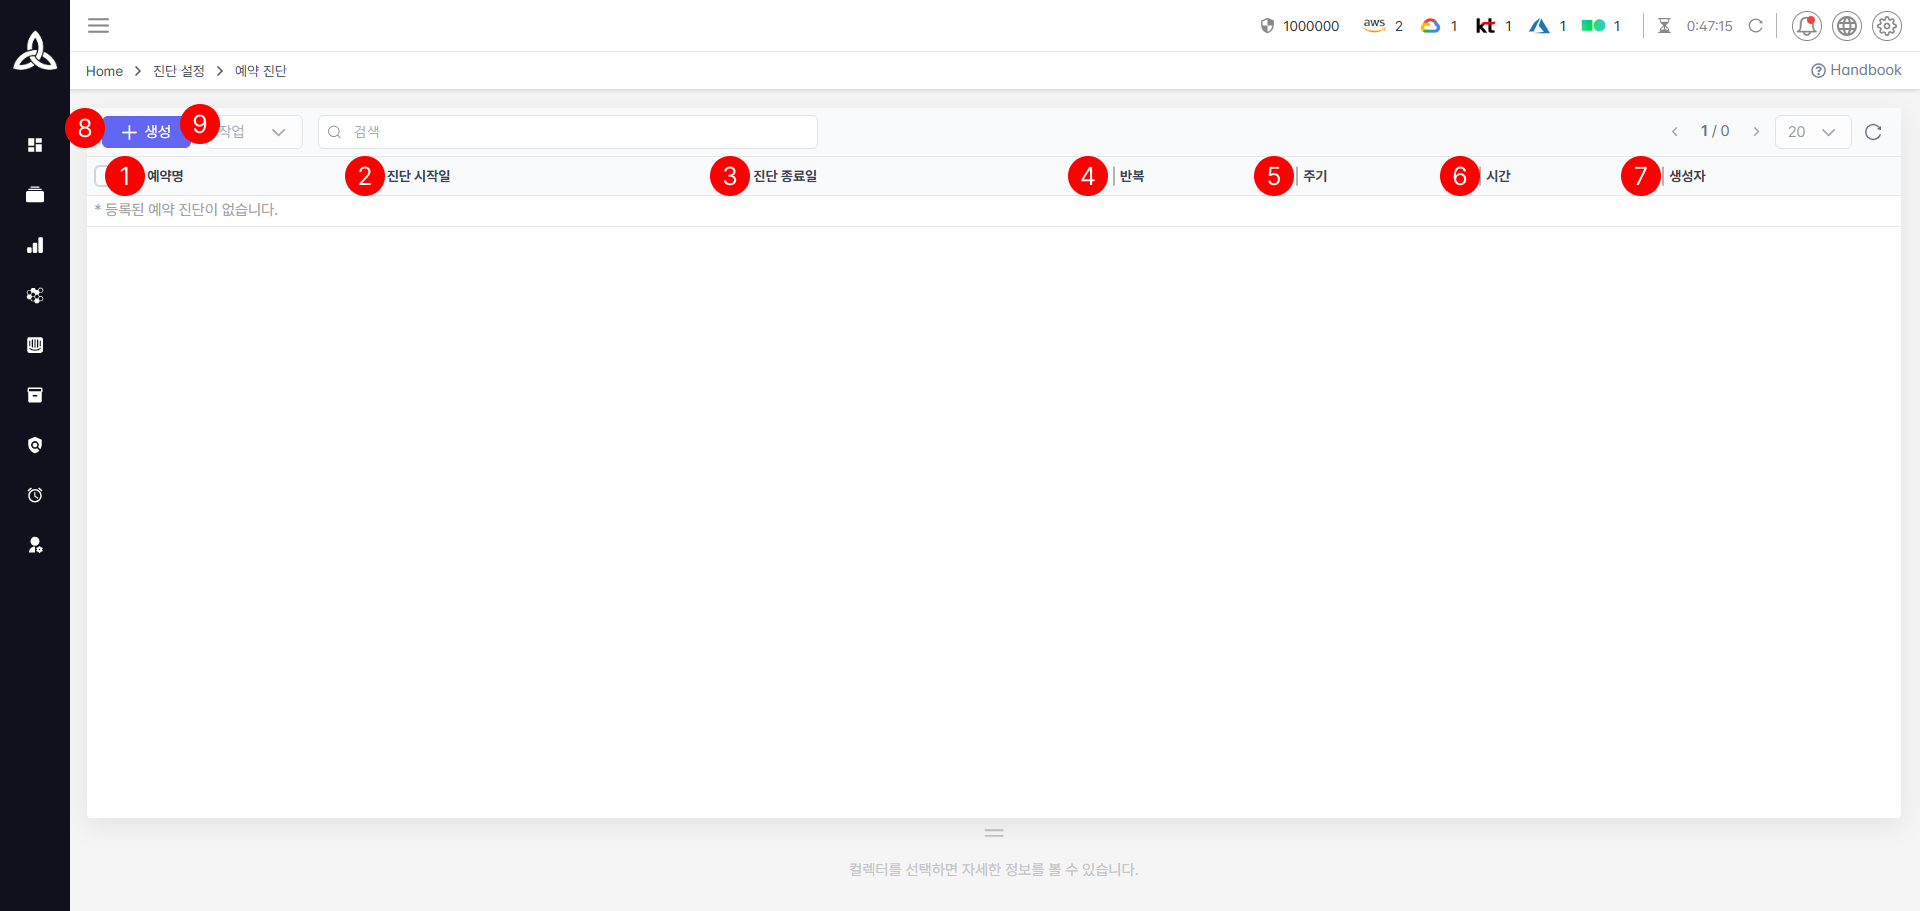 1000000 aws 2 1 kt 1 1 1 0:47:15
Home > 진단 설정 > 예약 진단 Handbook
8 + 생성 9 작업 검색 < 1 / 0 > 20
1 예약명 2 진단 시작일 3 진단 종료일 4 반복 5 주기 6 시간 7 생성자
* 등록된 예약 진단이 없습니다.
컬렉터를 선택하면 자세한 정보를 볼 수 있습니다.